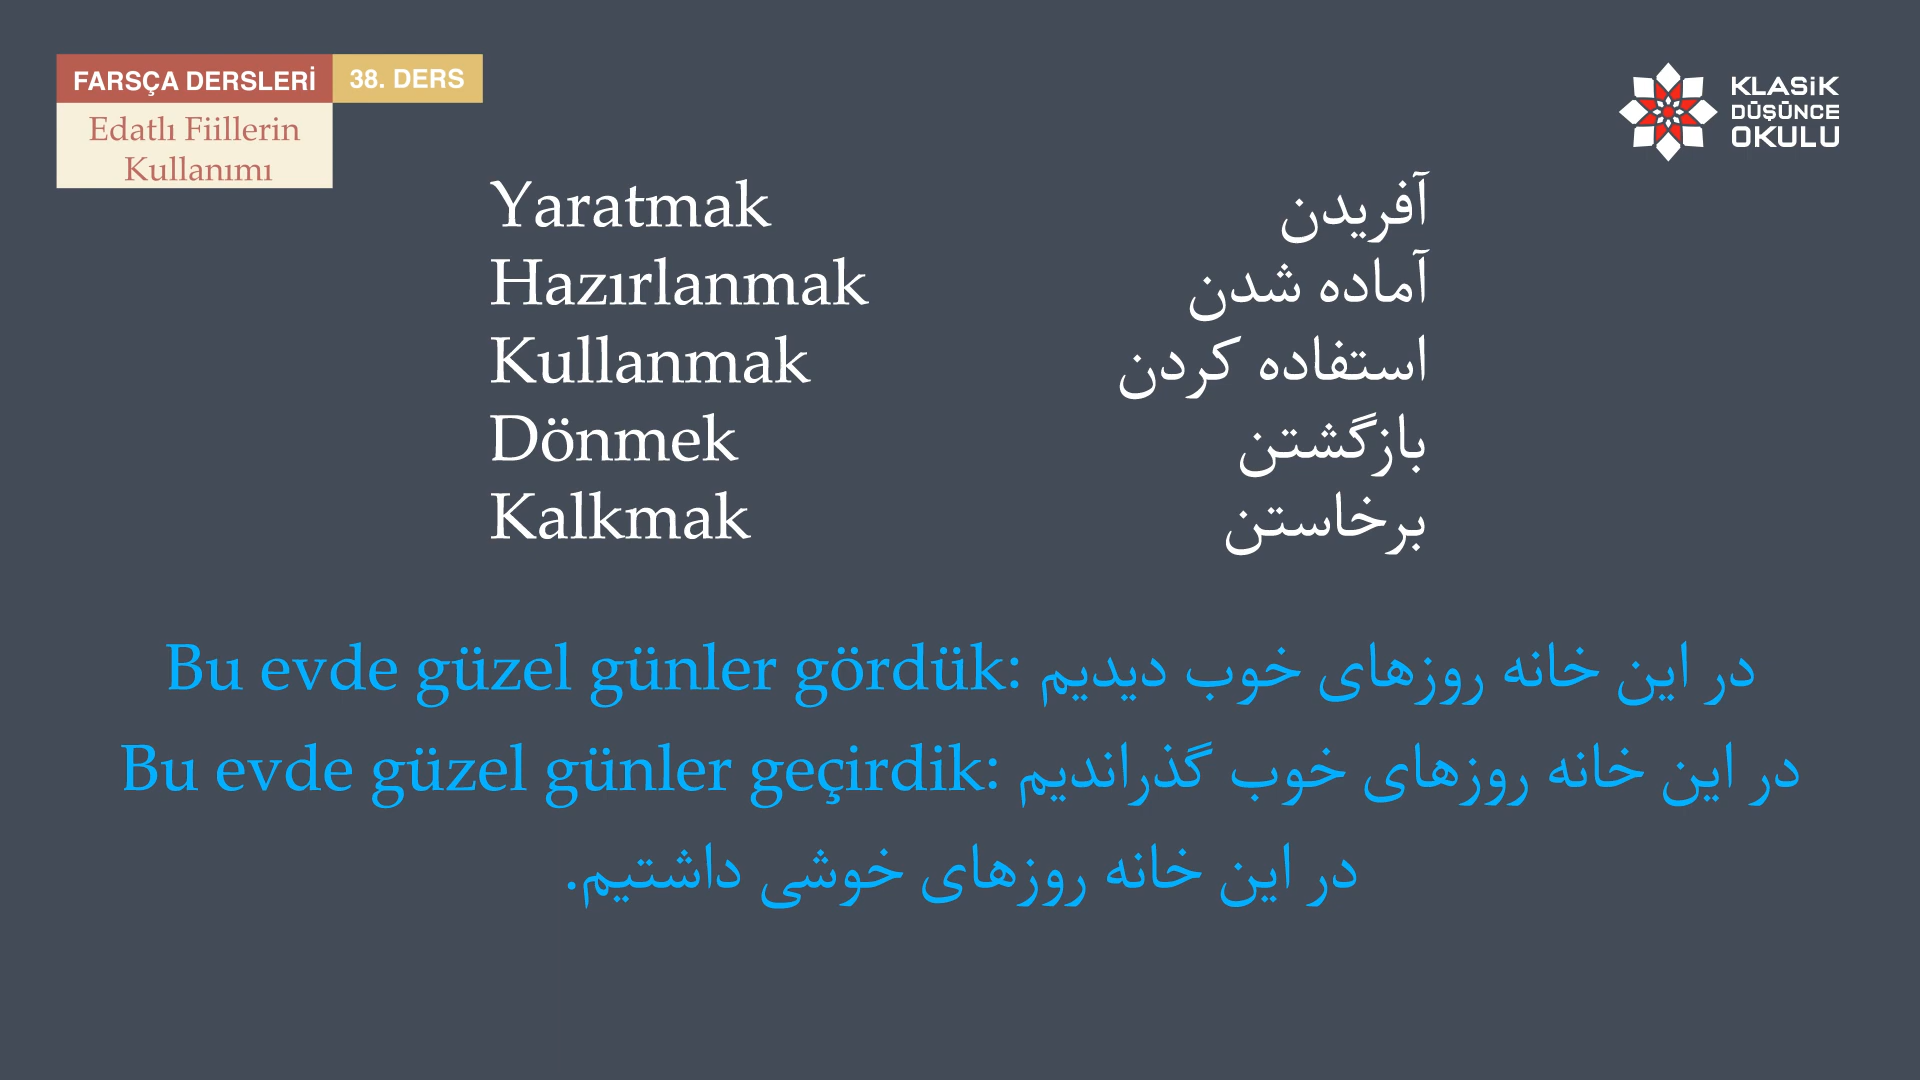 FARSÇA DERSLERİ 38. DERS
Edatlı Fiillerin
Kullanımı
KLASİK
DÜŞÜNCE
OKULU
Yaratmak آفریدن
Hazırlanmak آماده شدن
Kullanmak استفاده کردن
Dönmek بازگشتن
Kalkmak برخاستن
در این خانه روزهای خوب دیدیم :Bu evde güzel günler gördük
در این خانه روزهای خوب گذراندیم :Bu evde güzel günler geçirdik
در این خانه روزهای خوشی داشتیم.